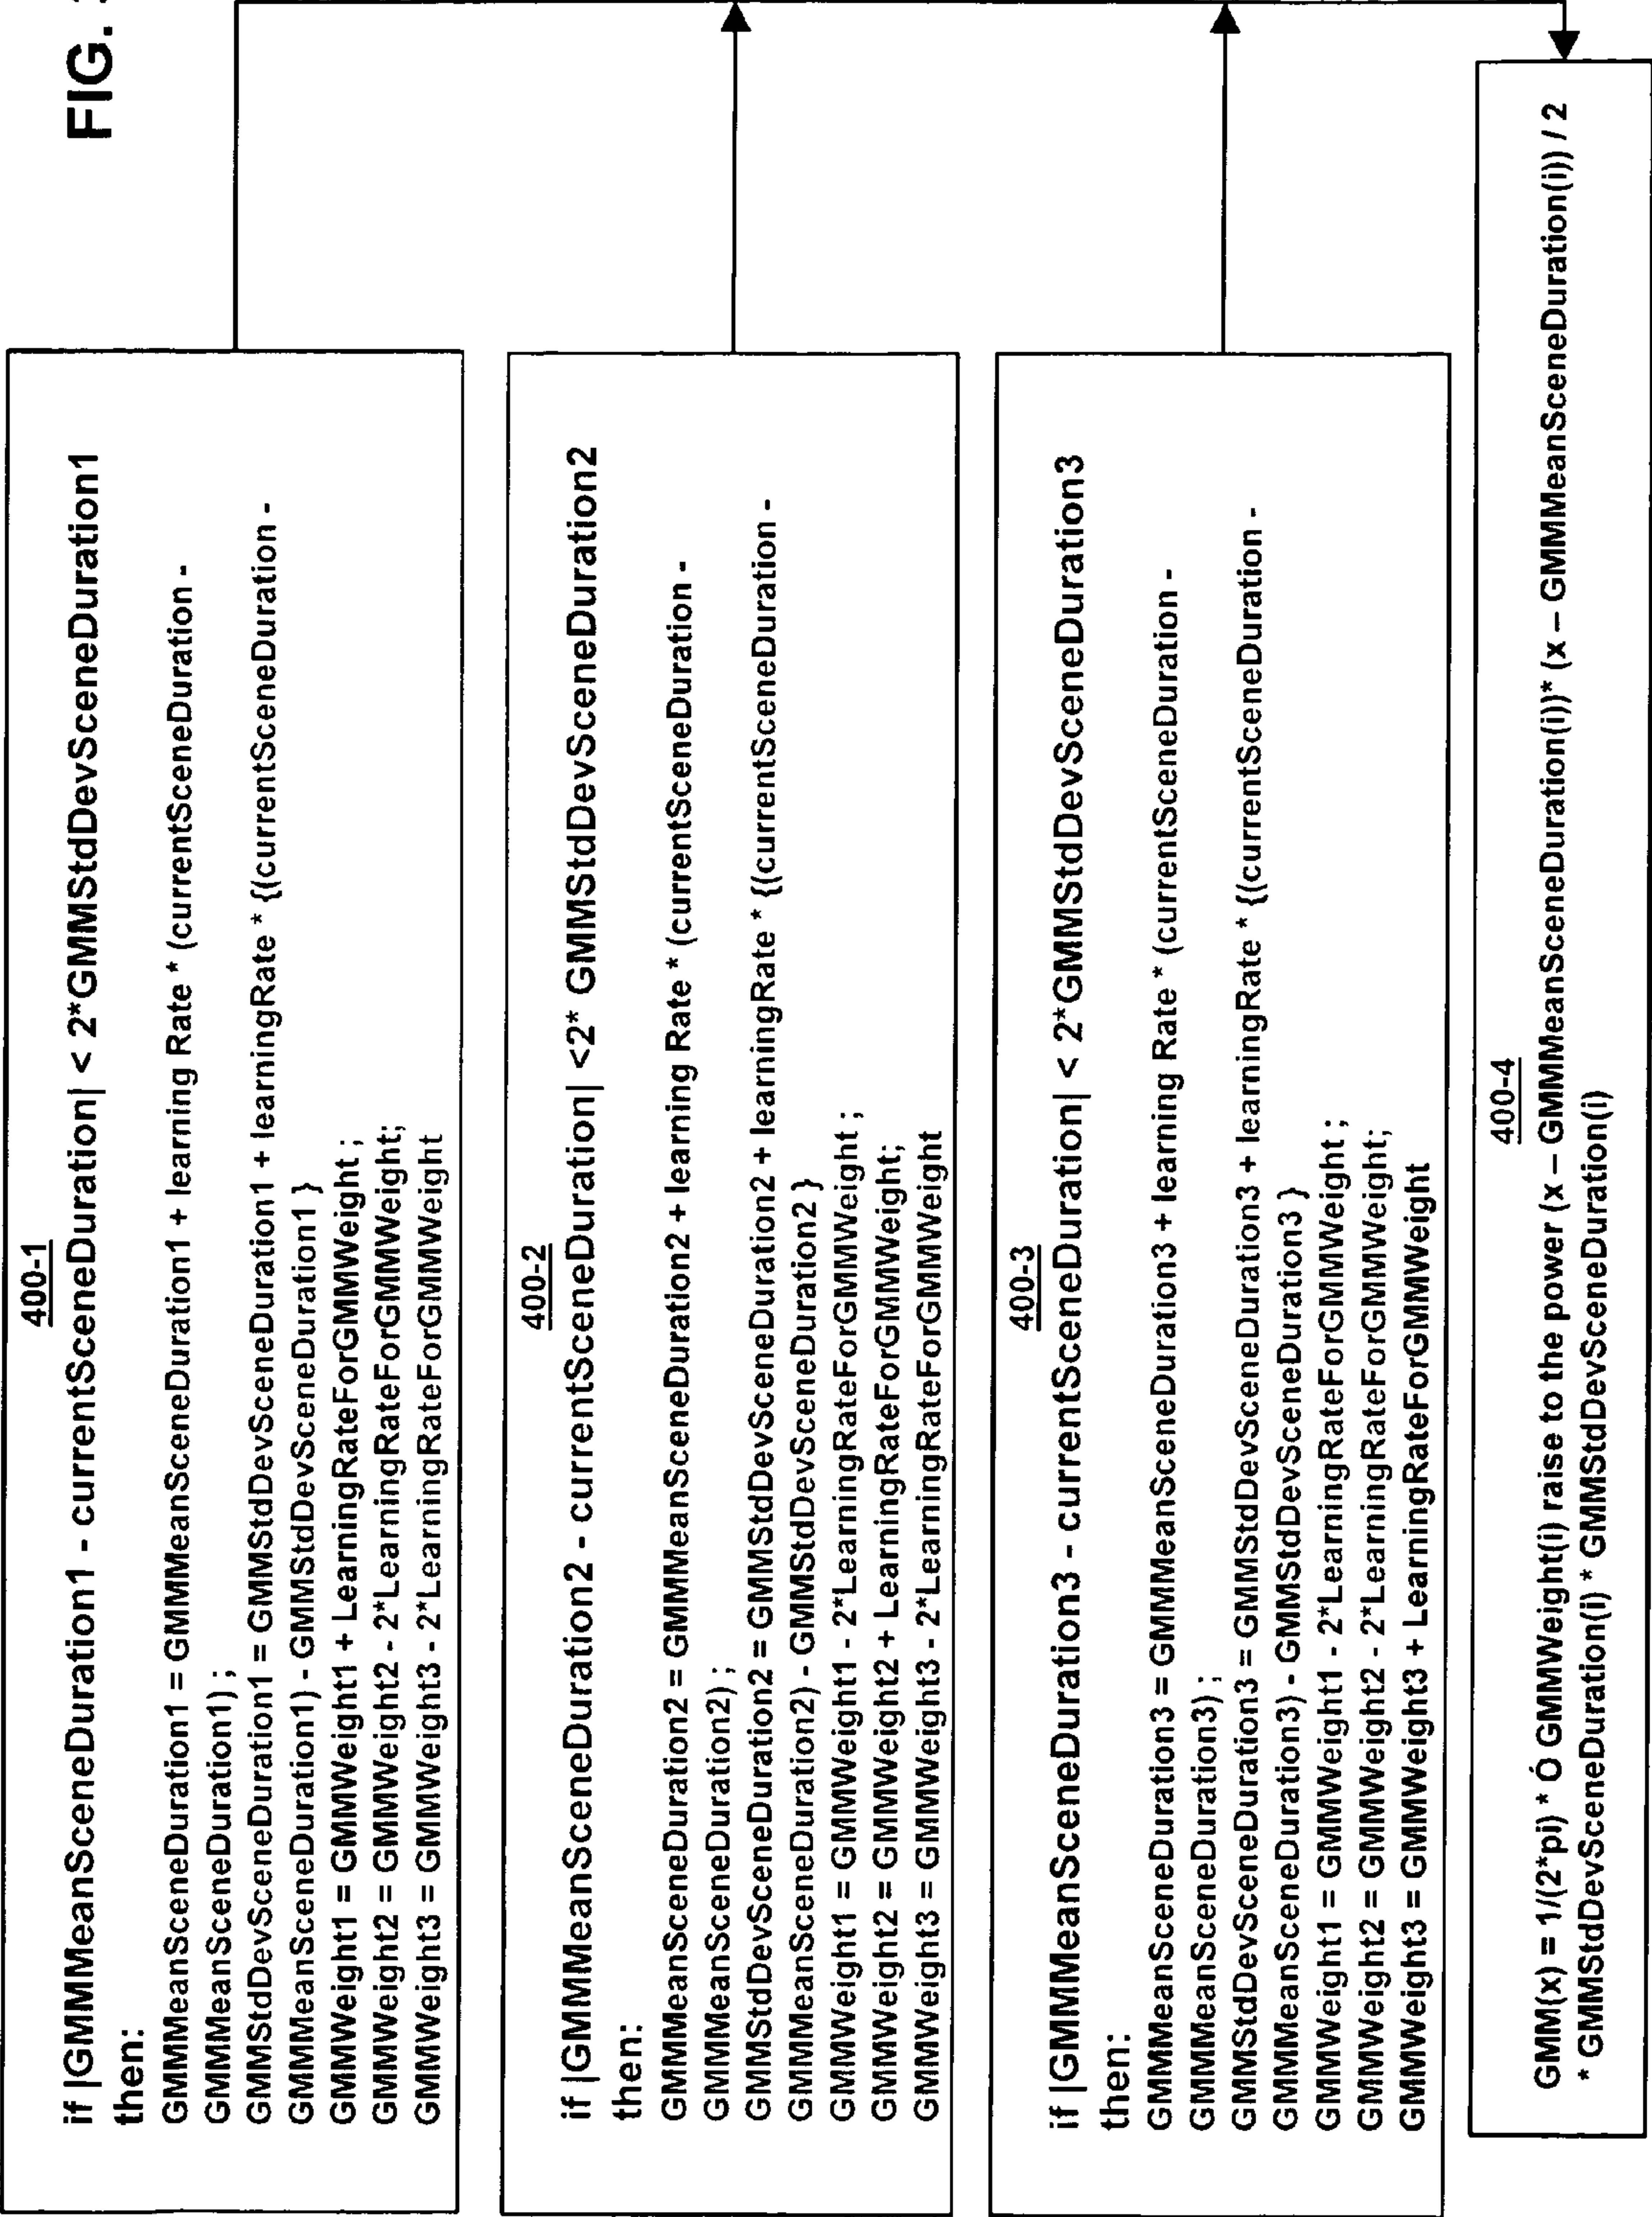 FIG.
400-1
if |GMMMeanSceneDuration1 - currentSceneDuration| < 2*GMMStdDevSceneDuration1
then:
GMMMeanSceneDuration1 = GMMMeanSceneDuration1 + learning Rate * (currentSceneDuration -
GMMMeanSceneDuration1);
GMMStdDevSceneDuration1 = GMMStdDevSceneDuration1 + learningRate * {(currentSceneDuration -
GMMMeanSceneDuration1) - GMMStdDevSceneDuration1 }
GMMWeight1 = GMMWeight1 + LearningRateForGMMWeight ;
GMMWeight2 = GMMWeight2 - 2*LearningRateForGMMWeight;
GMMWeight3 = GMMWeight3 - 2*LearningRateForGMMWeight
400-2
if |GMMMeanSceneDuration2 - currentSceneDuration| <2* GMMStdDevSceneDuration2
then:
GMMMeanSceneDuration2 = GMMMeanSceneDuration2 + learning Rate * (currentSceneDuration -
GMMMeanSceneDuration2) ;
GMMStdDevSceneDuration2 = GMMStdDevSceneDuration2 + learningRate * {(currentSceneDuration -
GMMMeanSceneDuration2) - GMMStdDevSceneDuration2 }
GMMWeight1 = GMMWeight1 - 2*LearningRateForGMMWeight ;
GMMWeight2 = GMMWeight2 + LearningRateForGMMWeight;
GMMWeight3 = GMMWeight3 - 2*LearningRateForGMMWeight
400-3
if |GMMMeanSceneDuration3 - currentSceneDuration| < 2*GMMStdDevSceneDuration3
then:
GMMMeanSceneDuration3 = GMMMeanSceneDuration3 + learning Rate * (currentSceneDuration -
GMMMeanSceneDuration3) ;
GMMStdDevSceneDuration3 = GMMStdDevSceneDuration3 + learningRate * {(currentSceneDuration -
GMMMeanSceneDuration3) - GMMStdDevSceneDuration3 }
GMMWeight1 = GMMWeight1 - 2*LearningRateForGMMWeight ;
GMMWeight2 = GMMWeight2 - 2*LearningRateForGMMWeight;
GMMWeight3 = GMMWeight3 + LearningRateForGMMWeight
400-4
GMM(x) = 1/(2*pi) * Ó GMMWeight(i) raise to the power (x – GMMMeanSceneDuration(i))* (x – GMMMeanSceneDuration(i)) / 2
* GMMStdDevSceneDuration(i) * GMMStdDevSceneDuration(i)